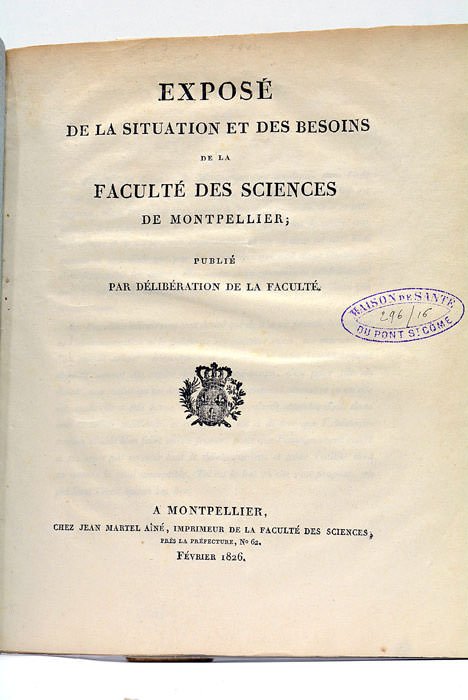 EXPOSÉ
DE LA SITUATION ET DES BESOINS
DE LA
FACULTÉ DES SCIENCES
DE MONTPELLIER;
PUBLIÉ
PAR DÉLIBÉRATION DE LA FACULTÉ.
MAISON DE SANTÉ
296/16
DU PONT St CÔME
A MONTPELLIER,
CHEZ JEAN MARTEL AÎNÉ, IMPRIMEUR DE LA FACULTÉ DES SCIENCES,
PRÈS LA PRÉFECTURE, No 62.
FÉVRIER 1826.